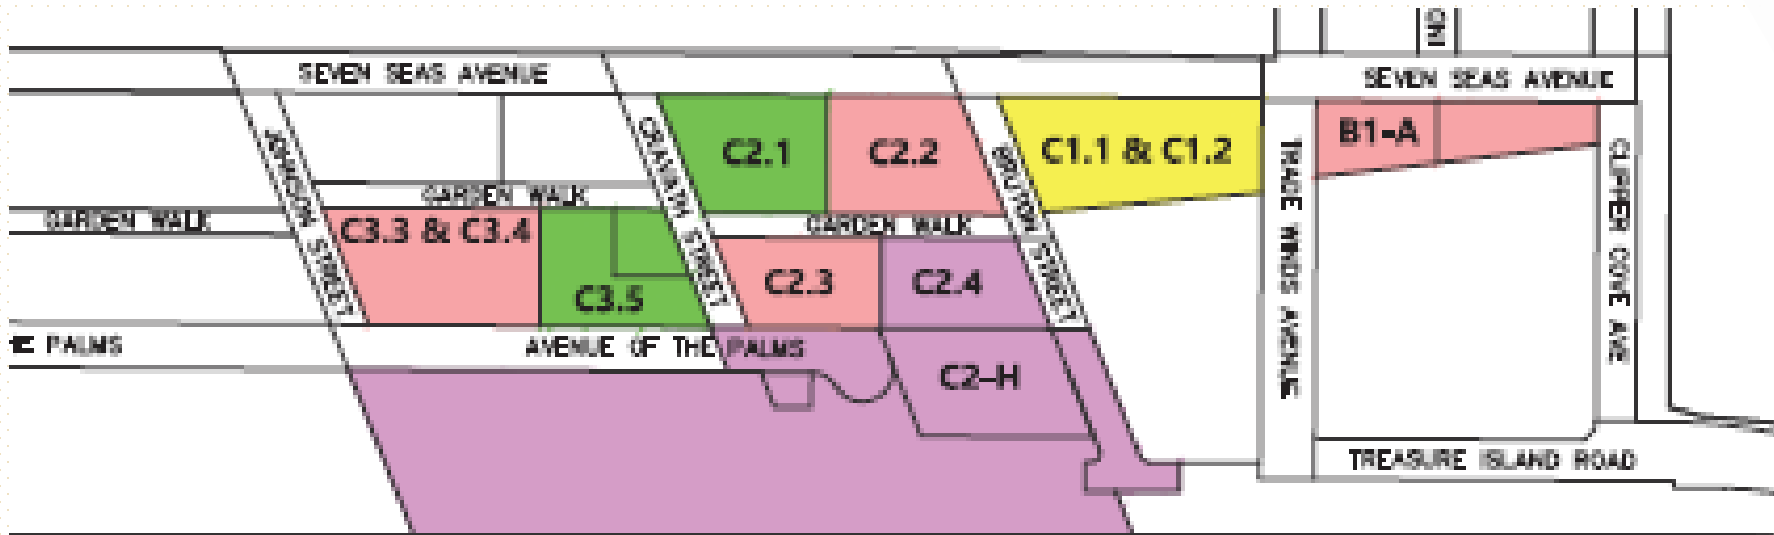 SEVEN SEAS AVENUE
SEVEN SEAS AVENUE
C2.1
C2.2
C1.1 & C1.2
B1-A
JOHNSON STREET
CRAVATH STREET
BRUTON STREET
TRADE WINDS AVENUE
CLIPPER COVE AVE
GARDEN WALK
GARDEN WALK
GARDEN WALK
C3.3 & C3.4
C3.5
C2.3
C2.4
PALMS
AVENUE OF THE PALMS
C2-H
TREASURE ISLAND ROAD